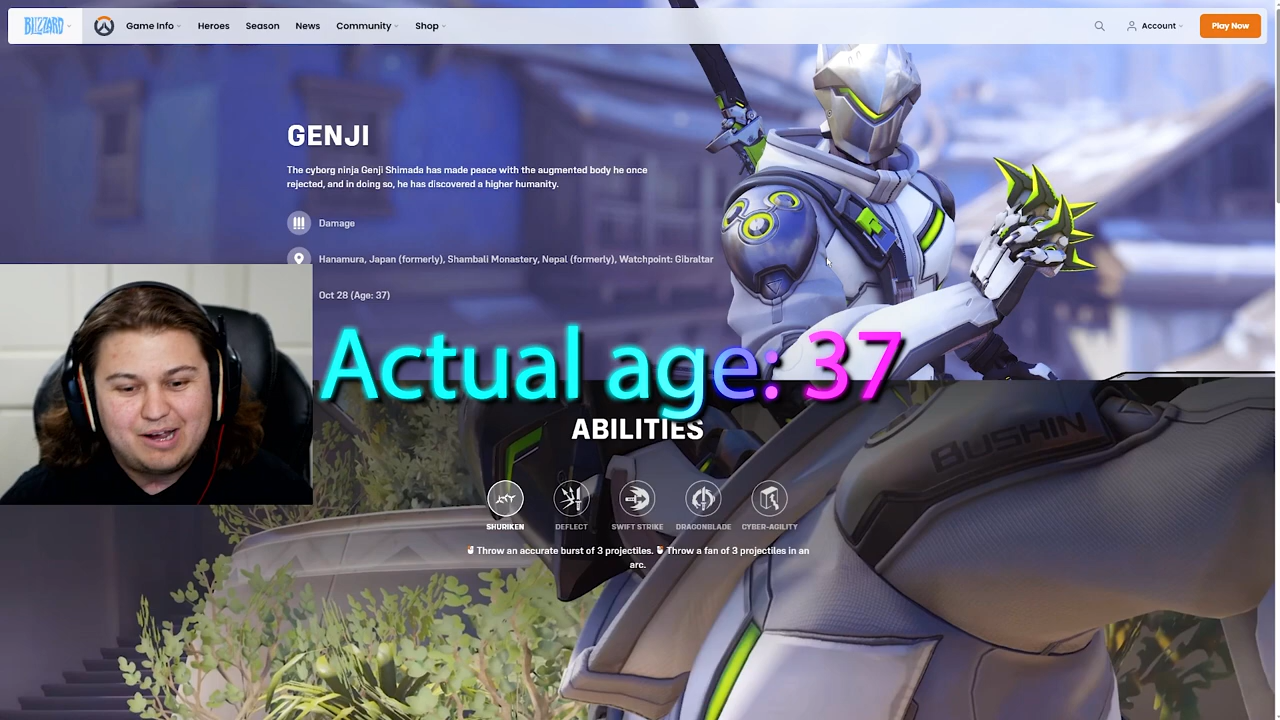 BLIZZARD
Game Info
Heroes
Season
News
Community
Shop
Account
Play Now
GENJI
The cyborg ninja Genji Shimada has made peace with the augmented body he once
rejected, and in doing so, he has discovered a higher humanity.
Damage
Hanamura, Japan (formerly), Shambali Monastery, Nepal (formerly), Watchpoint: Gibraltar
Oct 28 (Age: 37)
Actual age: 37
ABILITIES
BUSHIN
SHURIKEN
DEFLECT
SWIFT STRIKE
DRAGONBLADE
CYBER-AGILITY
Throw an accurate burst of 3 projectiles. Throw a fan of 3 projectiles in an
arc.